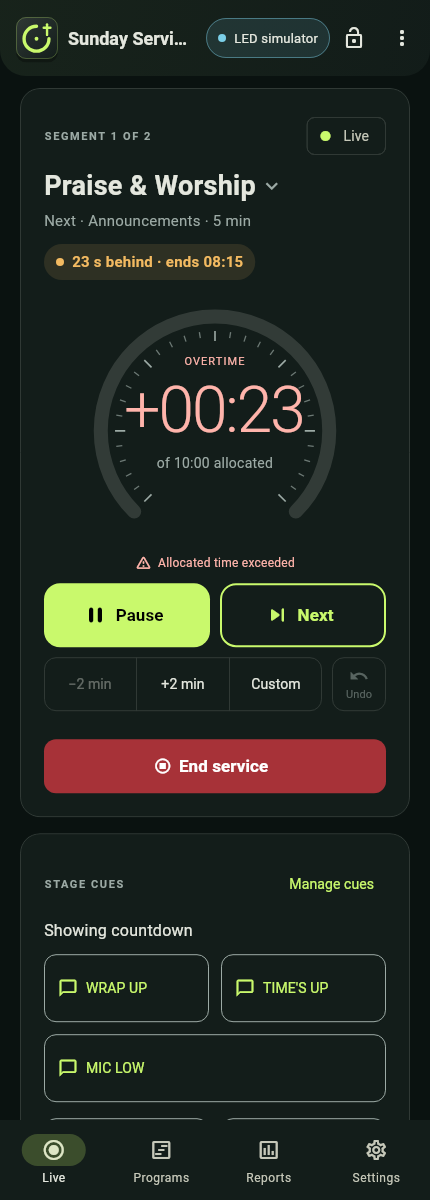 Sunday Servi...
LED simulator
SEGMENT 1 OF 2
Live
Praise & Worship
Next · Announcements · 5 min
23 s behind · ends 08:15
OVERTIME
+00:23
of 10:00 allocated
Allocated time exceeded
Pause
Next
−2 min
+2 min
Custom
Undo
End service
STAGE CUES
Manage cues
Showing countdown
WRAP UP
TIME'S UP
MIC LOW
Live
Programs
Reports
Settings